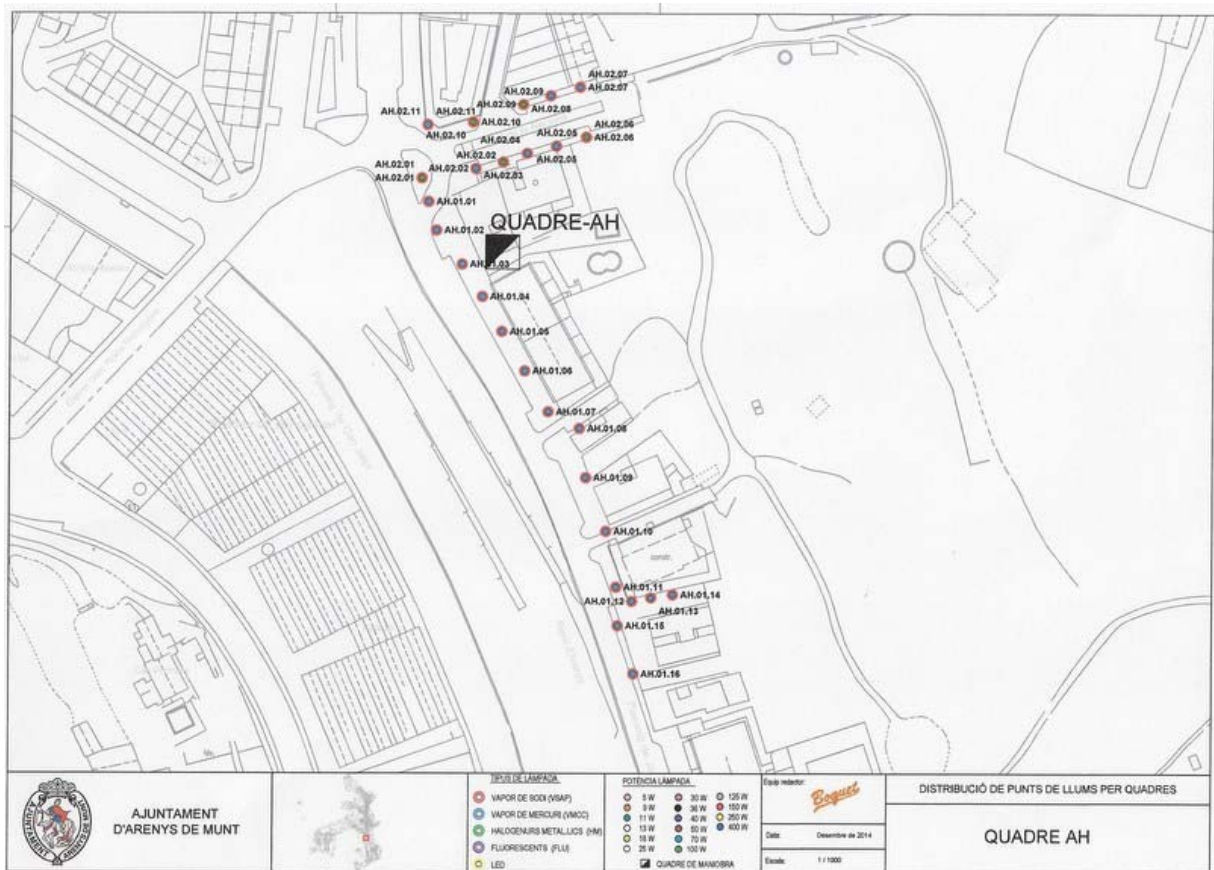 AH.02.07
AH.02.09
AH.02.07
AH.02.11
AH.02.11
AH.02.09
AH.02.08
AH.02.10
AH.02.10
AH.02.06
AH.02.05
AH.02.06
AH.02.04
AH.02.01
AH.02.02
AH.02.05
AH.02.02
AH.02.03
AH.02.01
AH.01.01
QUADRE-AH
AH.01.02
AH.01.03
AH.01.04
AH.01.05
AH.01.06
AH.01.07
AH.01.08
AH.01.09
AH.01.10
constr.
AH.01.11
AH.01.12
AH.01.14
AH.01.13
AH.01.15
AH.01.16
AJUNTAMENT
D'ARENYS DE MUNT
AJUNTAMENT
ARENYS DE MUNT
TIPUS DE LÀMPADA
VAPOR DE SODI (VSAP)
VAPOR DE MERCURI (VMCC)
HALOGENURS METAL.LICS (HM)
FLUORESCENTS (FLU)
LED
POTÈNCIA LÀMPADA
5 W
9 W
11 W
13 W
18 W
26 W
30 W
36 W
40 W
50 W
70 W
100 W
125 W
150 W
250 W
400 W
QUADRE DE MANIOBRA
Equip redactor:
Boquet
Data: Desembre de 2014
Escala: 1 / 1000
DISTRIBUCIÓ DE PUNTS DE LLUMS PER QUADRES
QUADRE AH